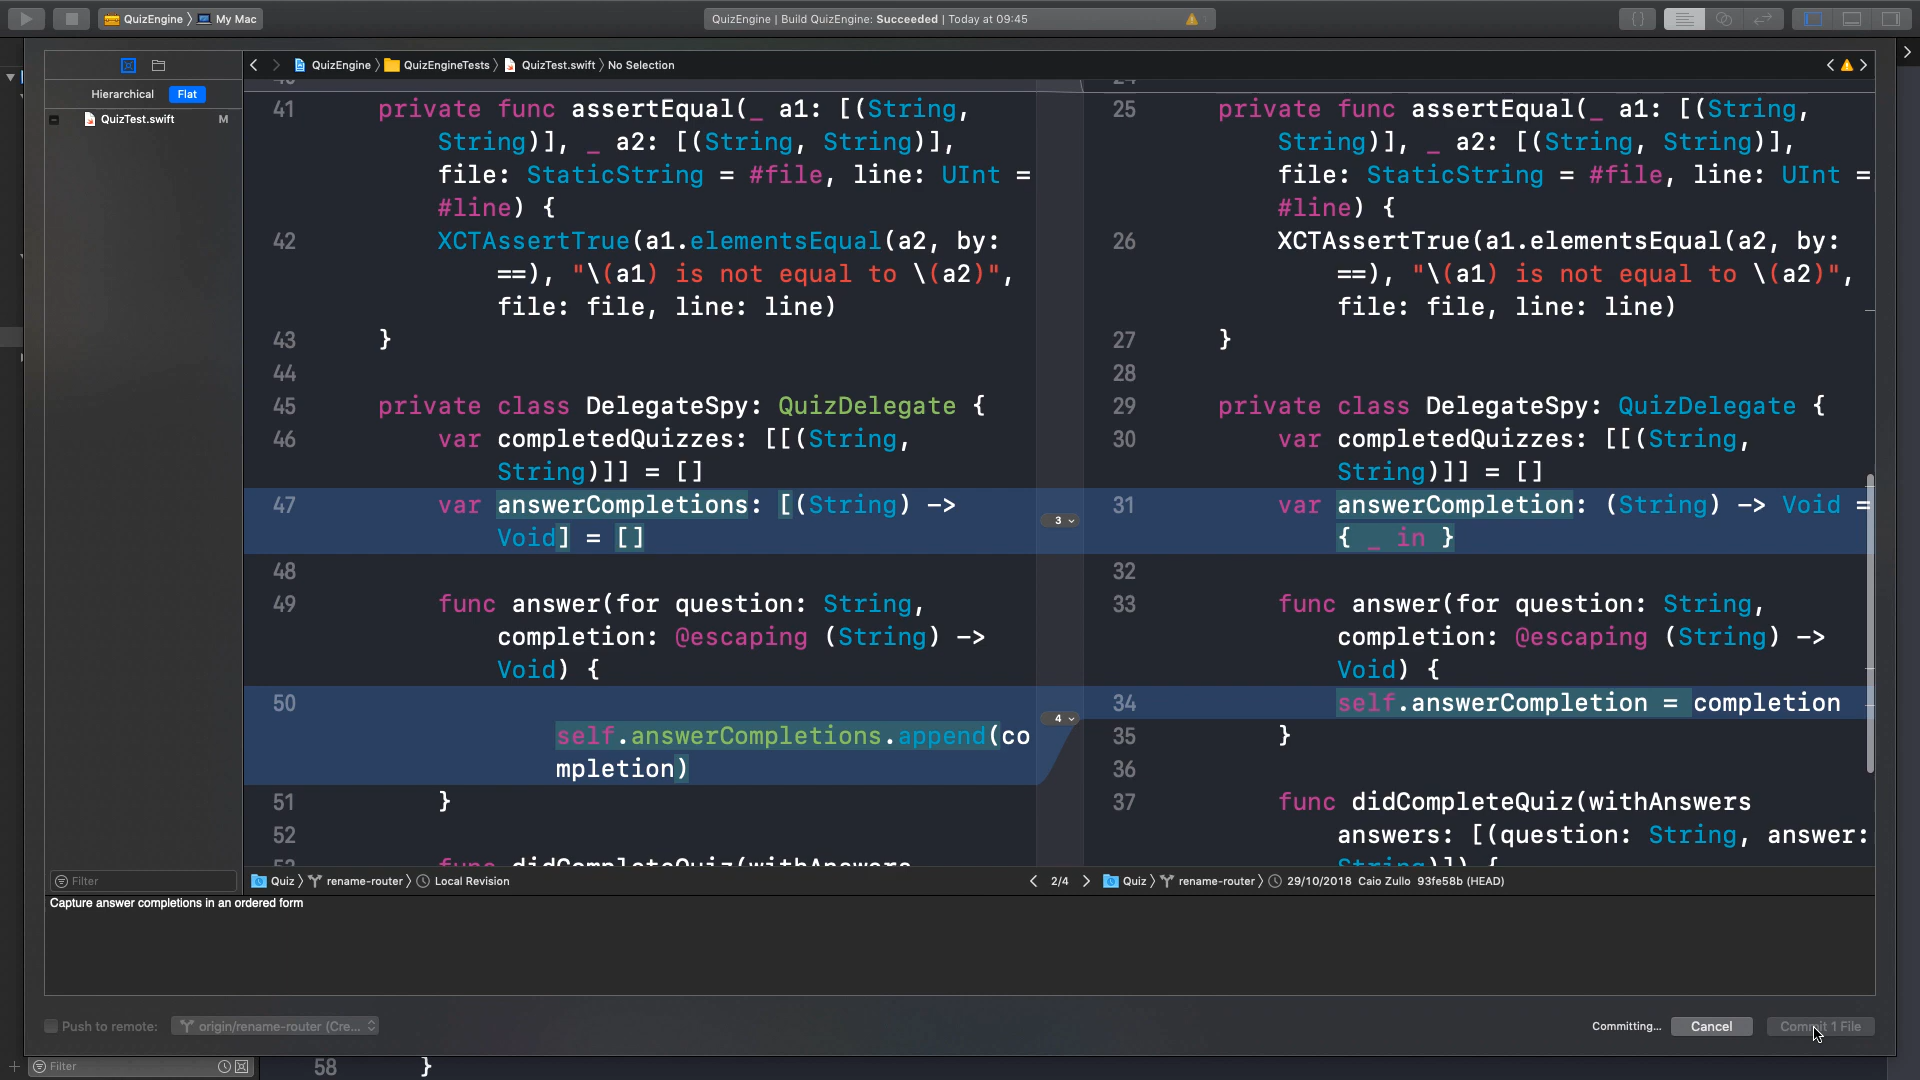 QuizEngine 〉 My Mac
QuizEngine | Build QuizEngine: Succeeded | Today at 09:45
{}
QuizEngine 〉 QuizEngineTests 〉 QuizTest.swift 〉 No Selection
Hierarchical Flat
QuizTest.swift M
41 private func assertEqual(_ a1: [(String,
String)], _ a2: [(String, String)],
file: StaticString = #file, line: UInt =
#line) {
42 XCTAssertTrue(a1.elementsEqual(a2, by:
==), "\(a1) is not equal to \(a2)",
file: file, line: line)
43 }
44
45 private class DelegateSpy: QuizDelegate {
46 var completedQuizzes: [[(String,
String)]] = []
47 var answerCompletions: [(String) ->
Void] = []
48
49 func answer(for question: String,
completion: @escaping (String) ->
Void) {
50
self.answerCompletions.append(co
mpletion)
51 }
52
53 func didCompleteQuiz(withAnswers
3
4
25 private func assertEqual(_ a1: [(String,
String)], _ a2: [(String, String)],
file: StaticString = #file, line: UInt =
#line) {
26 XCTAssertTrue(a1.elementsEqual(a2, by:
==), "\(a1) is not equal to \(a2)",
file: file, line: line)
27 }
28
29 private class DelegateSpy: QuizDelegate {
30 var completedQuizzes: [[(String,
String)]] = []
31 var answerCompletion: (String) -> Void =
{ _ in }
32
33 func answer(for question: String,
completion: @escaping (String) ->
Void) {
34 self.answerCompletion = completion
35 }
36
37 func didCompleteQuiz(withAnswers
answers: [(question: String, answer:
String)]) {
Filter
Quiz 〉 rename-router 〉 Local Revision
2/4
Quiz 〉 rename-router 〉 29/10/2018 Caio Zullo 93fe58b (HEAD)
Capture answer completions in an ordered form
Push to remote: origin/rename-router (Cre...
Committing... Cancel Commit 1 File
Filter
58 }